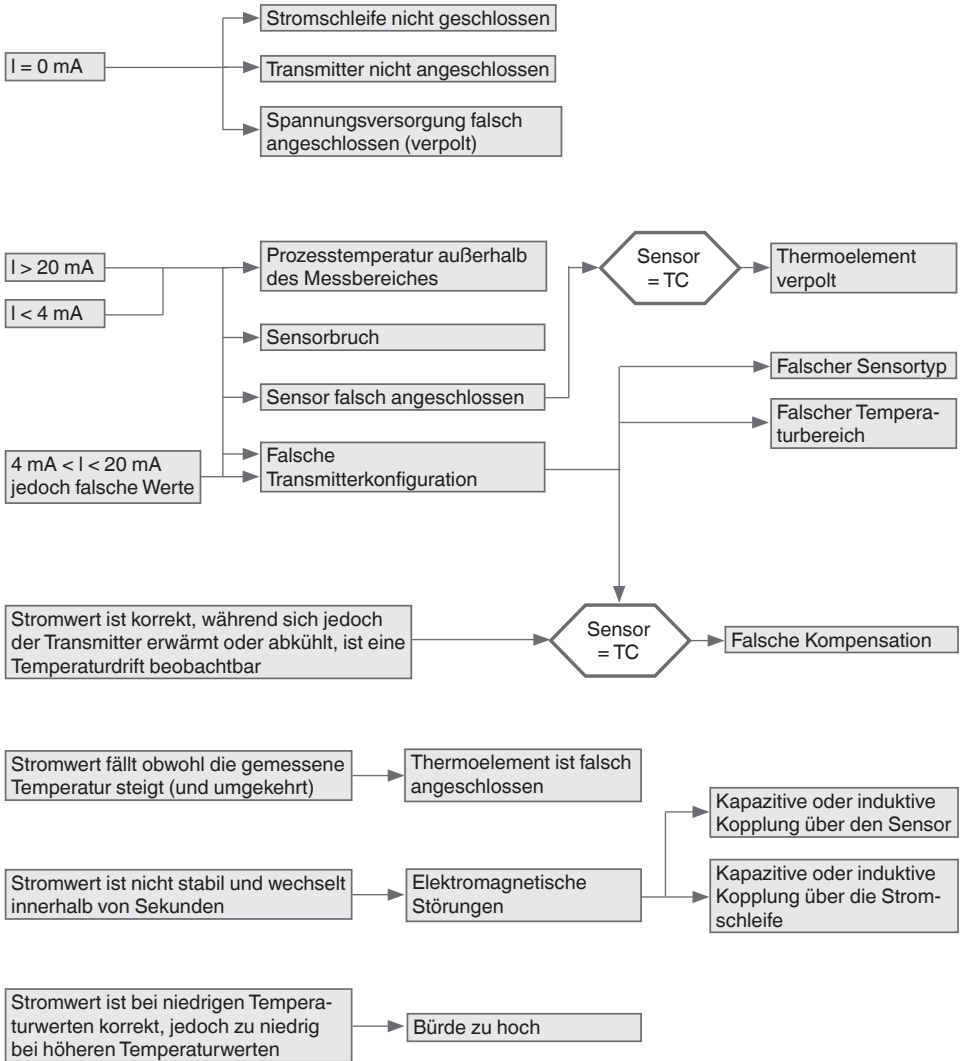 Stromschleife nicht geschlossen
I = 0 mA
Transmitter nicht angeschlossen
Spannungsversorgung falsch
angeschlossen (verpolt)
I > 20 mA
I < 4 mA
Prozesstemperatur außerhalb
des Messbereiches
Sensor
= TC
Thermoelement
verpolt
Sensorbruch
Falscher Sensortyp
Sensor falsch angeschlossen
Falscher Tempera-
turbereich
4 mA < I < 20 mA
jedoch falsche Werte
Falsche
Transmitterkonfiguration
Stromwert ist korrekt, während sich jedoch
der Transmitter erwärmt oder abkühlt, ist eine
Temperaturdrift beobachtbar
Sensor
= TC
Falsche Kompensation
Stromwert fällt obwohl die gemessene
Temperatur steigt (und umgekehrt)
Thermoelement ist falsch
angeschlossen
Kapazitive oder induktive
Kopplung über den Sensor
Stromwert ist nicht stabil und wechselt
innerhalb von Sekunden
Elektromagnetische
Störungen
Kapazitive oder induktive
Kopplung über die Strom-
schleife
Stromwert ist bei niedrigen Tempera-
turwerten korrekt, jedoch zu niedrig
bei höheren Temperaturwerten
Bürde zu hoch